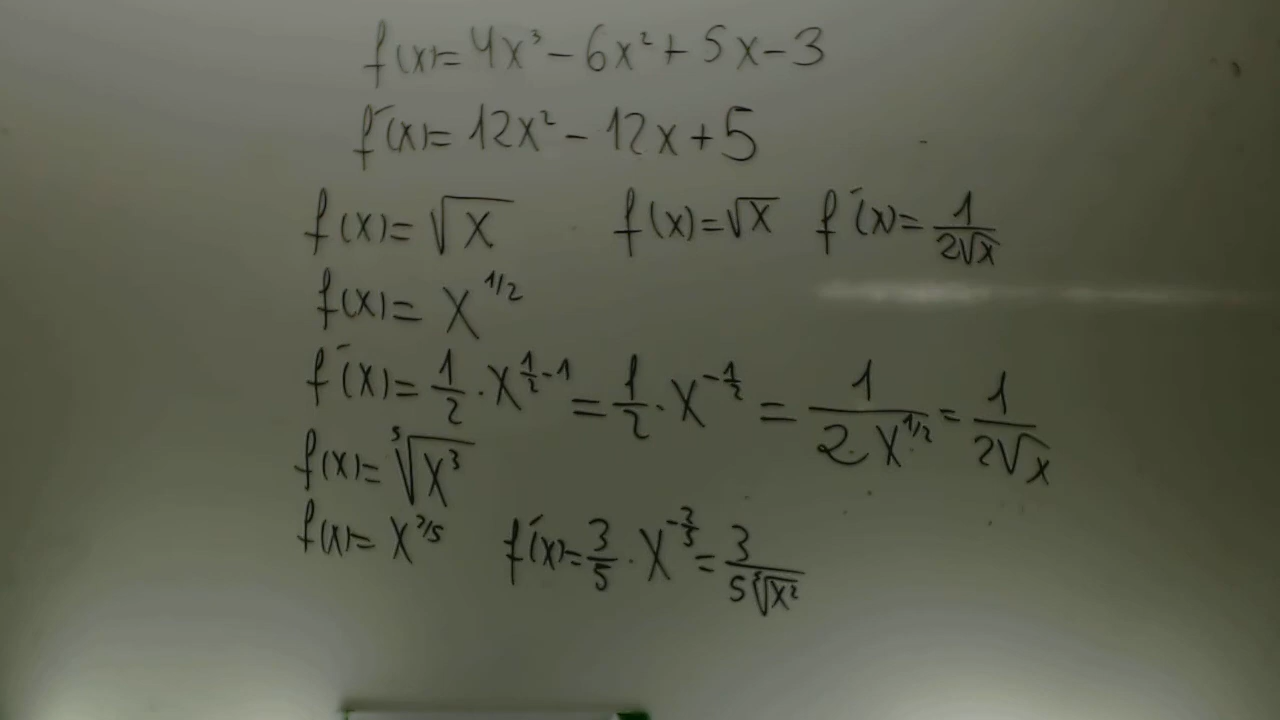 f(x)= 4x³ - 6x² + 5x - 3
f´(x)= 12x² - 12x + 5
f(x)= √x   f(x)=√x   f´(x)= 1/(2√x)
f(x)= x^(1/2)
f´(x)= 1/2 · x^(1/2 - 1) = 1/2 · x^(-1/2) = 1/(2 · x^(1/2)) = 1/(2√x)
f(x)= ⁵√(x³)
f(x)= x^(3/5)   f´(x)= 3/5 · x^(-2/5) = 3/(5 ⁵√(x²))